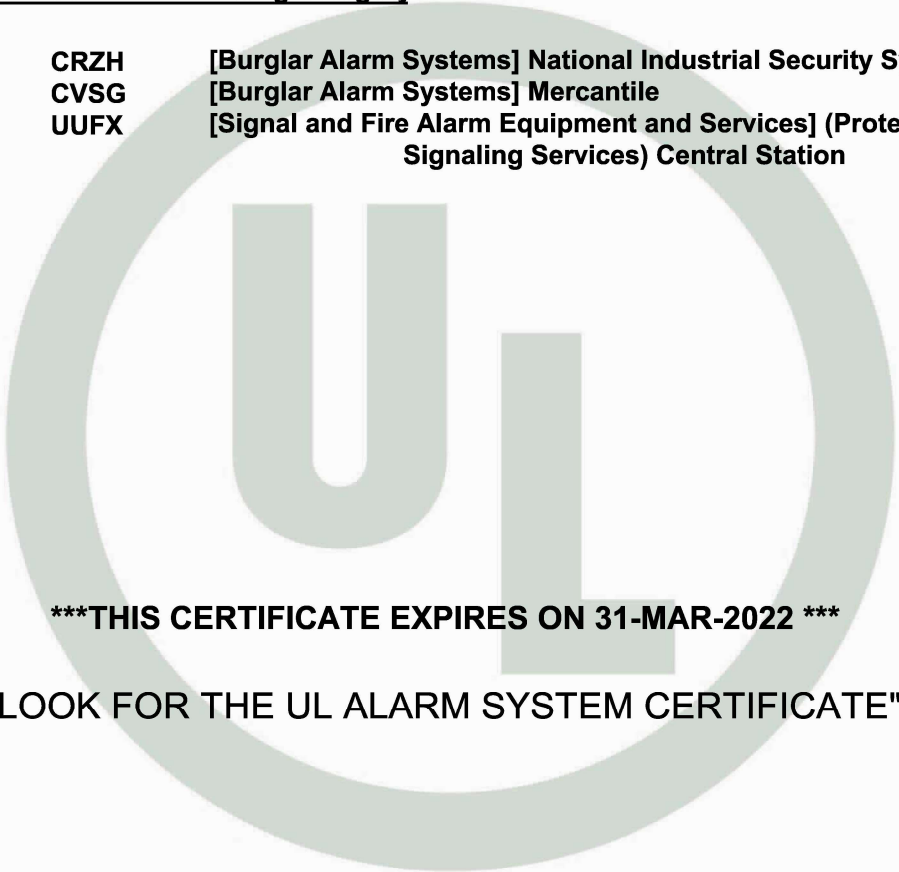 CRZH [Burglar Alarm Systems] National Industrial Security
CVSG [Burglar Alarm Systems] Mercantile
UUFX [Signal and Fire Alarm Equipment and Services]
Signaling Services) Central Station
UL
***THIS CERTIFICATE EXPIRES ON 31-MAR-2022 ***
LOOK FOR THE UL ALARM SYSTEM CERTIFICATE"